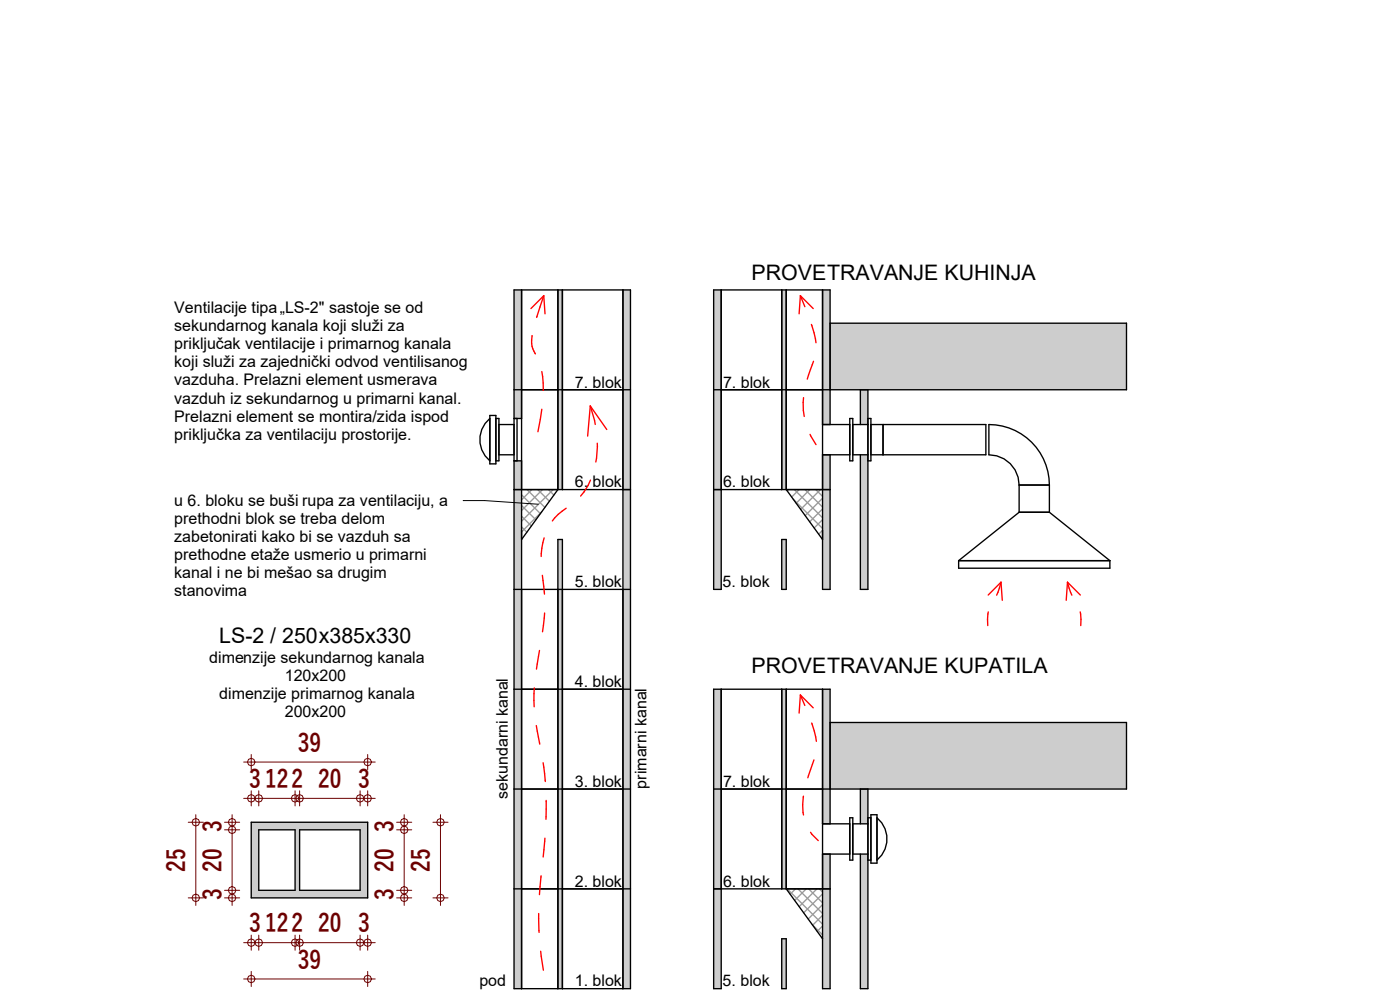 Ventilacije tipa „LS-2" sastoje se od
sekundarnog kanala koji služi za
priključak ventilacije i primarnog kanala
koji služi za zajednički odvod ventilisanog
vazduha. Prelazni element usmerava
vazduh iz sekundarnog u primarni kanal.
Prelazni element se montira/zida ispod
priključka za ventilaciju prostorije.
u 6. bloku se buši rupa za ventilaciju, a
prethodni blok se treba delom
zabetonirati kako bi se vazduh sa
prethodne etaže usmerio u primarni
kanal i ne bi mešao sa drugim
stanovima
LS-2 / 250x385x330
dimenzije sekundarnog kanala
120x200
dimenzije primarnog kanala
200x200
39
3 12 2 20 3
25
3
20
3
3
20
3
25
3 12 2 20 3
39
7. blok
6. blok
5. blok
4. blok
3. blok
2. blok
1. blok
pod
sekundarni kanal
primarni kanal
PROVETRAVANJE KUHINJA
7. blok
6. blok
5. blok
PROVETRAVANJE KUPATILA
7. blok
6. blok
5. blok